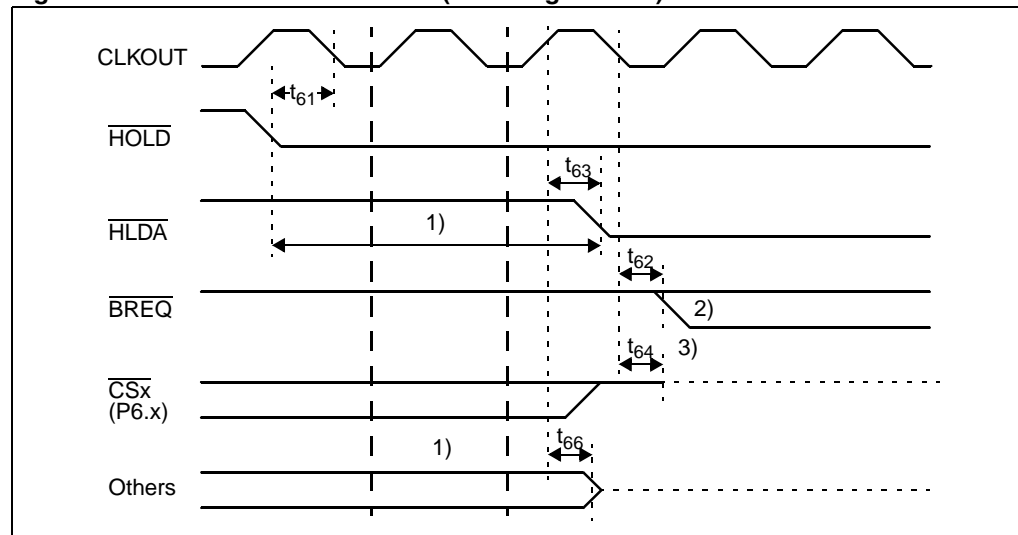 CLKOUT
t61
HOLD
t63
HLDA
1)
t62
BREQ
2)
t64
3)
CSx
(P6.x)
1)
t66
Others